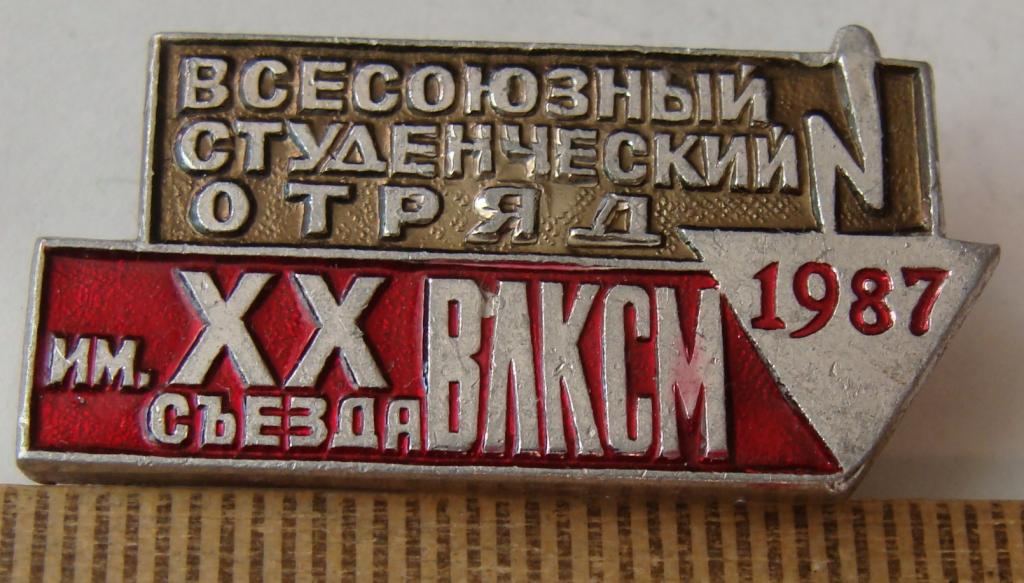 ВСЕСОЮЗНЫЙ
СТУДЕНЧЕСКИЙ
ОТРЯД
1987
ИМ. XX СЪЕЗДА ВЛКСМ